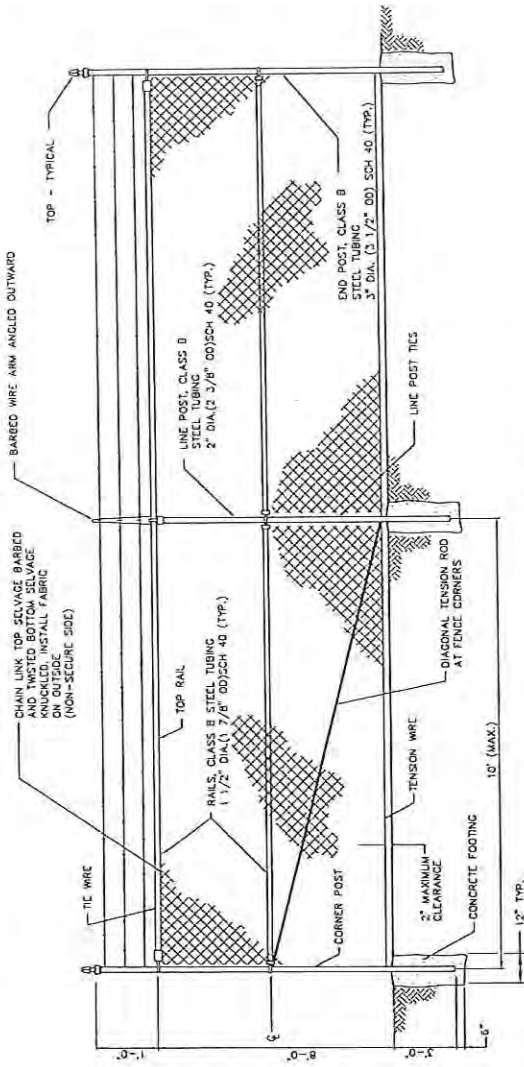 CHAIN LINK TOP SELVAGE BARBED
AND TWISTED BOTTOM SELVAGE
KNUCKLED. INSTALL FABRIC
ON OUTSIDE
(NON-SECURE SIDE)
BARBED WIRE ARM ANGLED OUTWARD
TOP - TYPICAL
TIE WIRE
TOP RAIL
RAILS, CLASS B STEEL TUBING
1 1/2" DIA.(1 7/8" OD)SCH 40 (TYP.)
LINE POST, CLASS B
STEEL TUBING
2" DIA.(2 3/8" OD)SCH 40 (TYP.)
END POST, CLASS B
STEEL TUBING
3" DIA. (3 1/2" OD) SCH 40 (TYP.)
CORNER POST
2" MAXIMUM
CLEARANCE
TENSION WIRE
DIAGONAL TENSION ROD
AT FENCE CORNERS
LINE POST TIES
CONCRETE FOOTING
10' (MAX.)
12" TYP.
1'-0"
8'-0"
3'-0"
6"